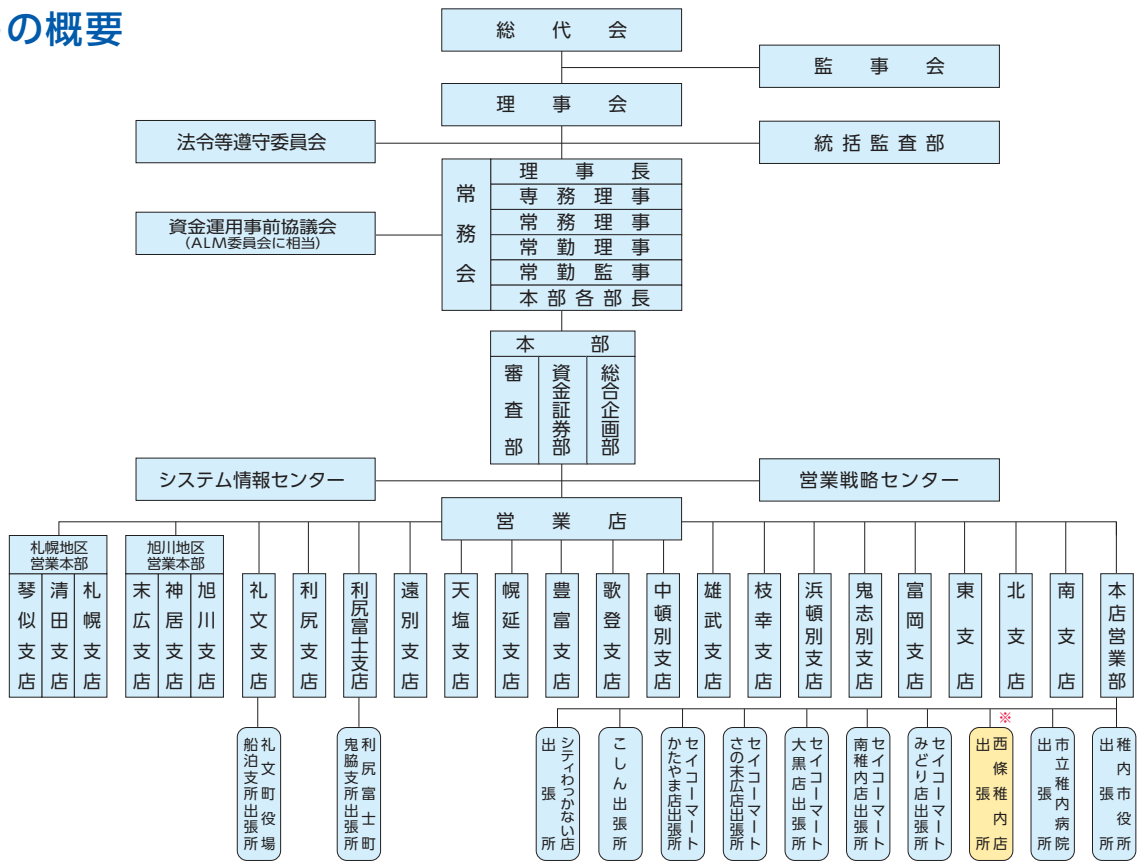 の概要
総代会
監事会
理事会
法令等遵守委員会
統括監査部
常務会
理事長
専務理事
常務理事
常勤理事
常勤監事
本部各部長
資金運用事前協議会
(ALM委員会に相当)
本部
審査部
資金証券部
総合企画部
システム情報センター
営業戦略センター
営業店
札幌地区
営業本部
琴似支店
清田支店
札幌支店
旭川地区
営業本部
末広支店
神居支店
旭川支店
礼文支店
利尻支店
利尻富士支店
遠別支店
天塩支店
幌延支店
豊富支店
歌登支店
中頓別支店
雄武支店
枝幸支店
浜頓別支店
鬼志別支店
富岡支店
東支店
北支店
南支店
本店営業部
礼文町役場
船泊支所出張所
利尻富士町
鬼脇支所出張所
シティわっかない店
出張所
こしん出張所
セイコーマート
かたやま店出張所
セイコーマート
さの末広店出張所
セイコーマート
大黒店出張所
セイコーマート
南稚内店出張所
セイコーマート
みどり店出張所
※
西條稚内店
出張所
市立稚内病院
出張所
稚内市役所
出張所